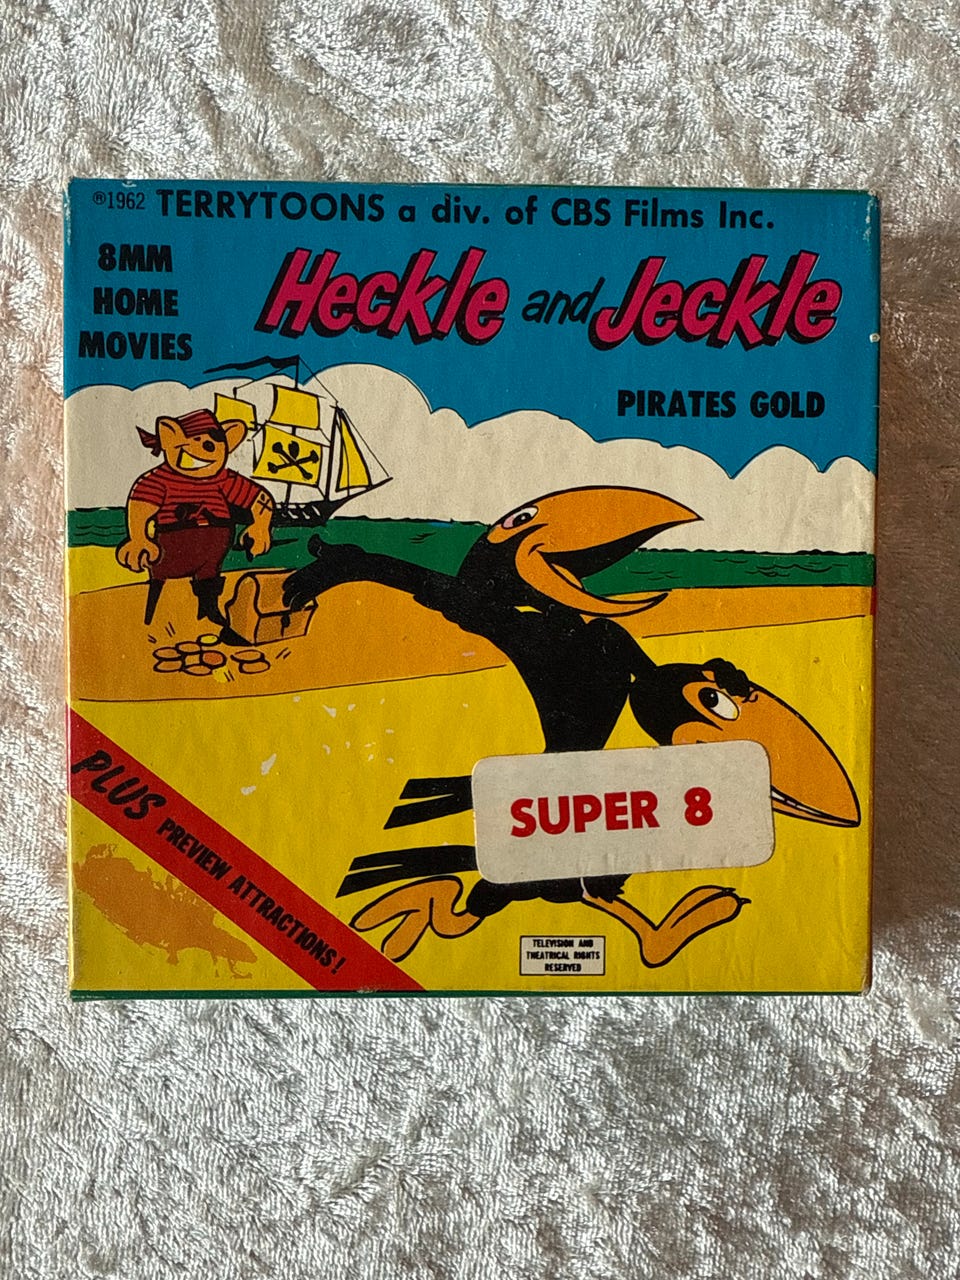 ®1962 TERRYTOONS a div. of CBS Films Inc.
8MM
HOME
MOVIES
Heckle and Jeckle
PIRATES GOLD
PLUS PREVIEW ATTRACTIONS!
SUPER 8
TELEVISION AND
THEATRICAL RIGHTS
RESERVED